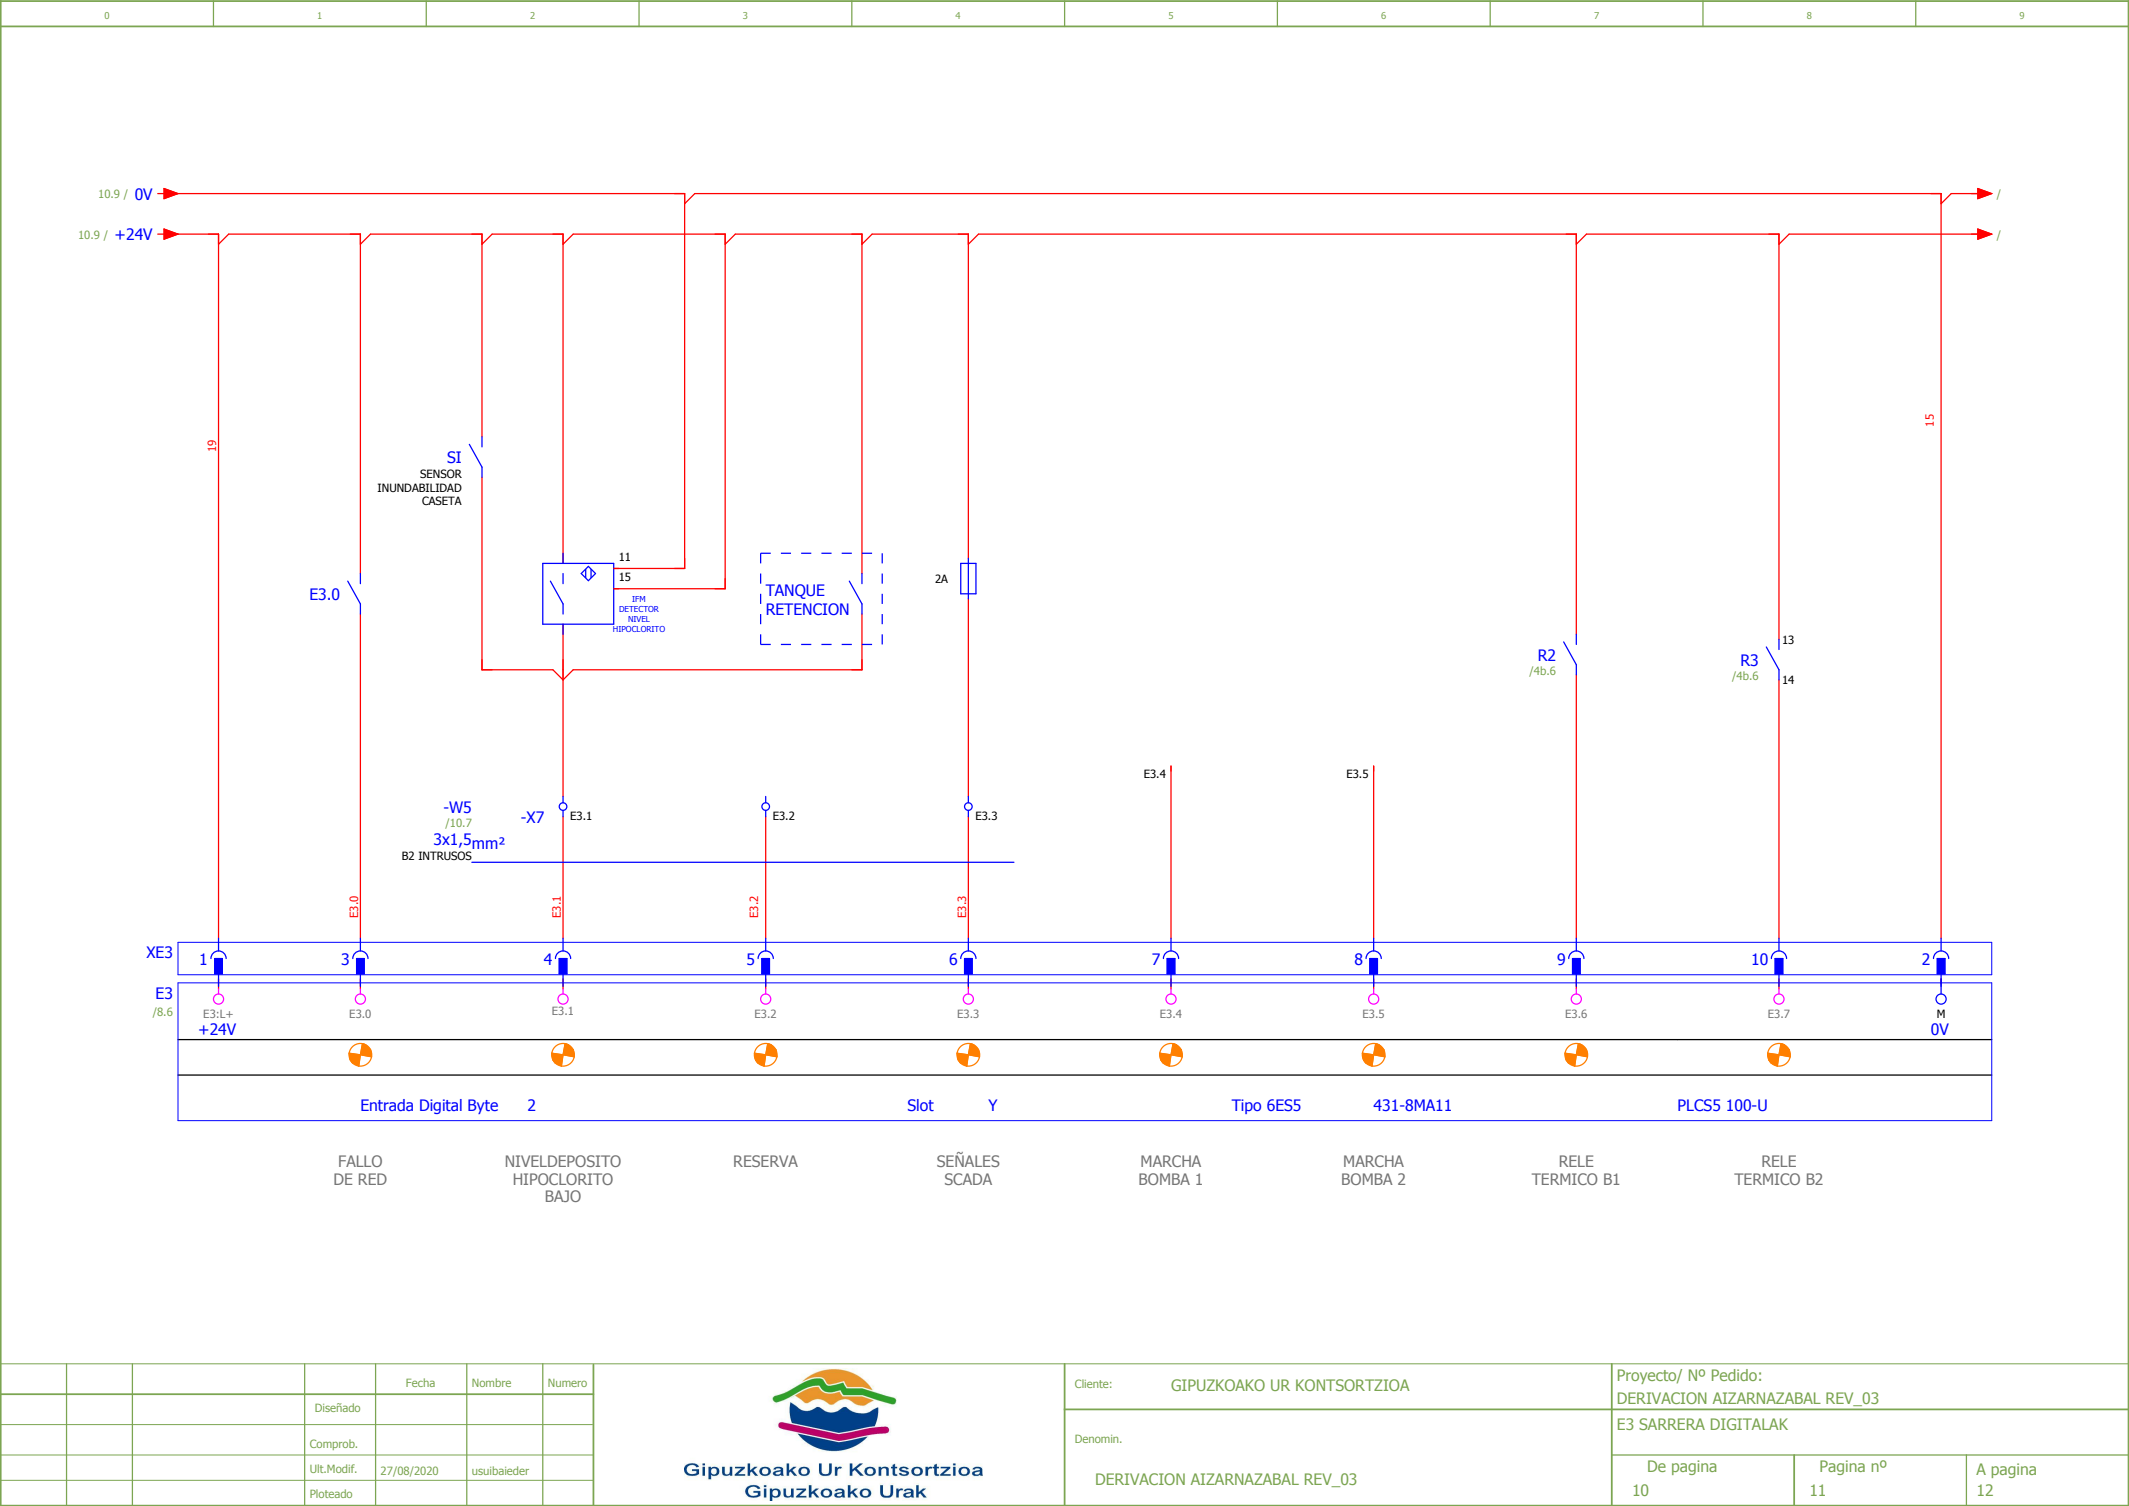 0 1 2 3 4 5 6 7 8 9
10.9 / 0V /
10.9 / +24V /
19
15
SI
SENSOR
INUNDABILIDAD
CASETA
E3.0
11
15
IFM
DETECTOR
NIVEL
HIPOCLORITO
TANQUE
RETENCION
2A
R2
/4b.6
R3
/4b.6
13
14
E3.4
E3.5
-W5
/10.7
3x1,5mm²
B2 INTRUSOS
-X7
E3.1
E3.2
E3.3
E3.0
E3.1
E3.2
E3.3
XE3 1 3 4 5 6 7 8 9 10 2
E3
/8.6
E3:L+ E3.0 E3.1 E3.2 E3.3 E3.4 E3.5 E3.6 E3.7 M
+24V 0V
Entrada Digital Byte 2 Slot Y Tipo 6ES5 431-8MA11 PLCS5 100-U
FALLO
DE RED
NIVELDEPOSITO
HIPOCLORITO
BAJO
RESERVA
SEÑALES
SCADA
MARCHA
BOMBA 1
MARCHA
BOMBA 2
RELE
TERMICO B1
RELE
TERMICO B2
Fecha Nombre Numero
Diseñado
Comprob.
Ult.Modif. 27/08/2020 usuibaieder
Ploteado
Gipuzkoako Ur Kontsortzioa
Gipuzkoako Urak
Cliente: GIPUZKOAKO UR KONTSORTZIOA
Denomin.
DERIVACION AIZARNAZABAL REV_03
Proyecto/ Nº Pedido:
DERIVACION AIZARNAZABAL REV_03
E3 SARRERA DIGITALAK
De pagina Pagina nº A pagina
10 11 12